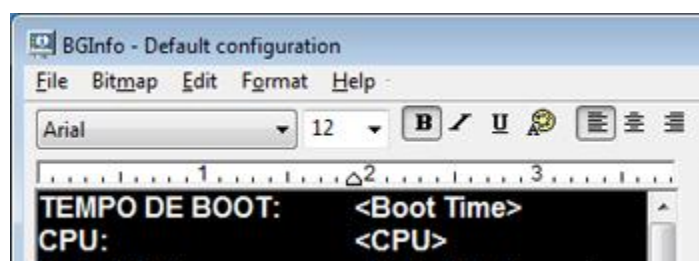 BGInfo - Default configuration
File Bitmap Edit Format Help
Arial 12 B I U
1 2 3
TEMPO DE BOOT: <Boot Time>
CPU: <CPU>